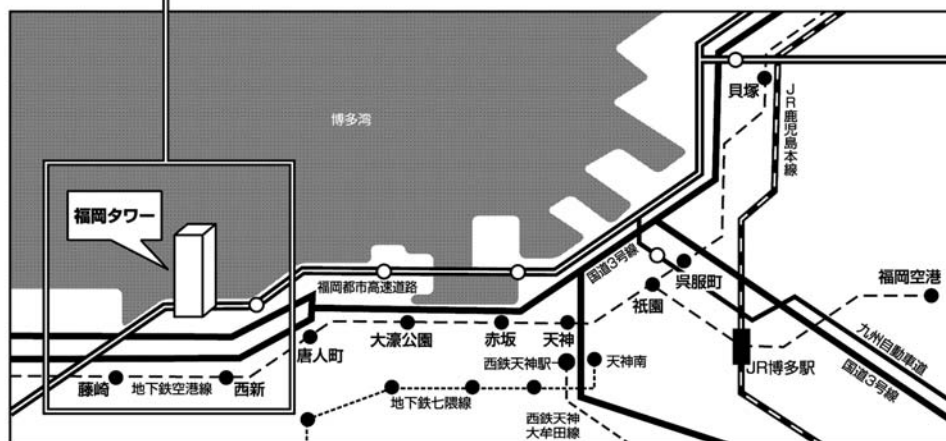 博多湾
貝塚
JR鹿児島本線
福岡タワー
国道3号線
呉服町
福岡空港
福岡都市高速道路
祇園
唐人町
大濠公園
赤坂
天神
九州自動車道
藤崎
地下鉄空港線
西新
西鉄天神駅
天神南
JR博多駅
国道3号線
地下鉄七隈線
西鉄天神
大牟田線